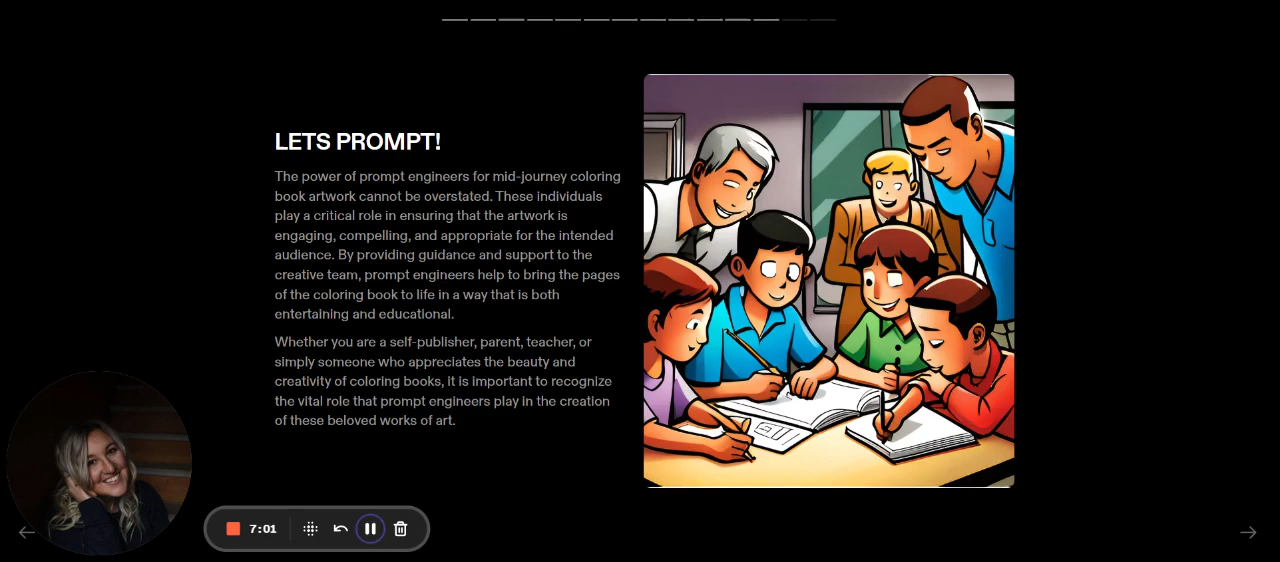 LETS PROMPT!
The power of prompt engineers for mid-journey coloring
book artwork cannot be overstated. These individuals
play a critical role in ensuring that the artwork is
engaging, compelling, and appropriate for the intended
audience. By providing guidance and support to the
creative team, prompt engineers help to bring the pages
of the coloring book to life in a way that is both
entertaining and educational.
Whether you are a self-publisher, parent, teacher, or
simply someone who appreciates the beauty and
creativity of coloring books, it is important to recognize
the vital role that prompt engineers play in the creation
of these beloved works of art.
7:01